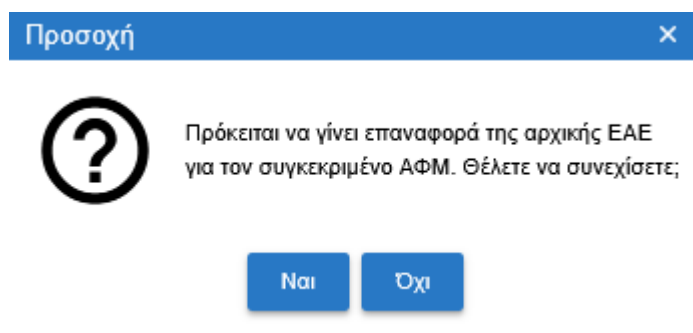 Προσοχή
Πρόκειται να γίνει επαναφορά της αρχικής ΕΑΕ
για τον συγκεκριμένο ΑΦΜ. Θέλετε να συνεχίσετε;
Ναι Όχι